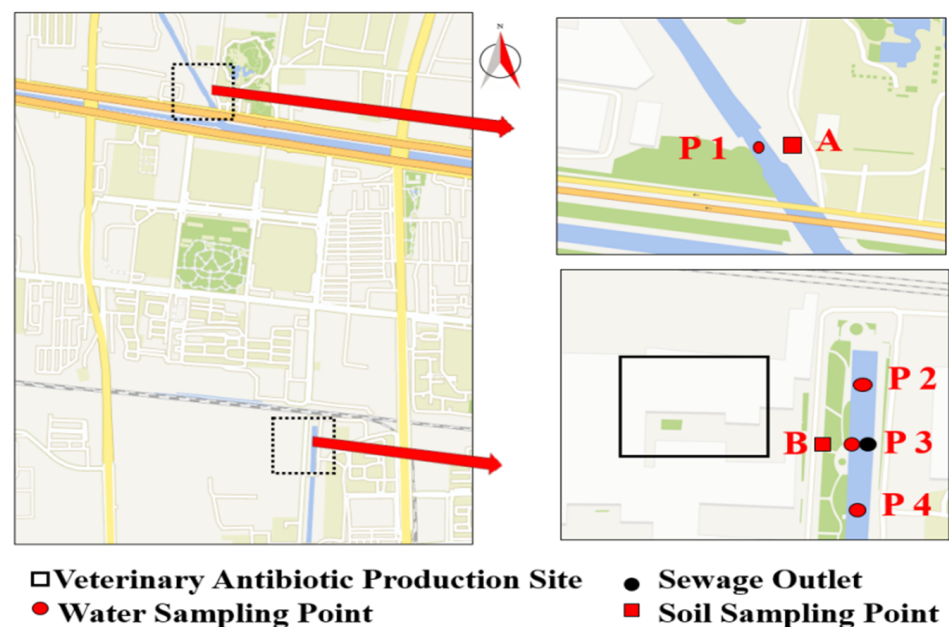 N
P 1
A
P 2
B
P 3
P 4
Veterinary Antibiotic Production Site
Sewage Outlet
Water Sampling Point
Soil Sampling Point